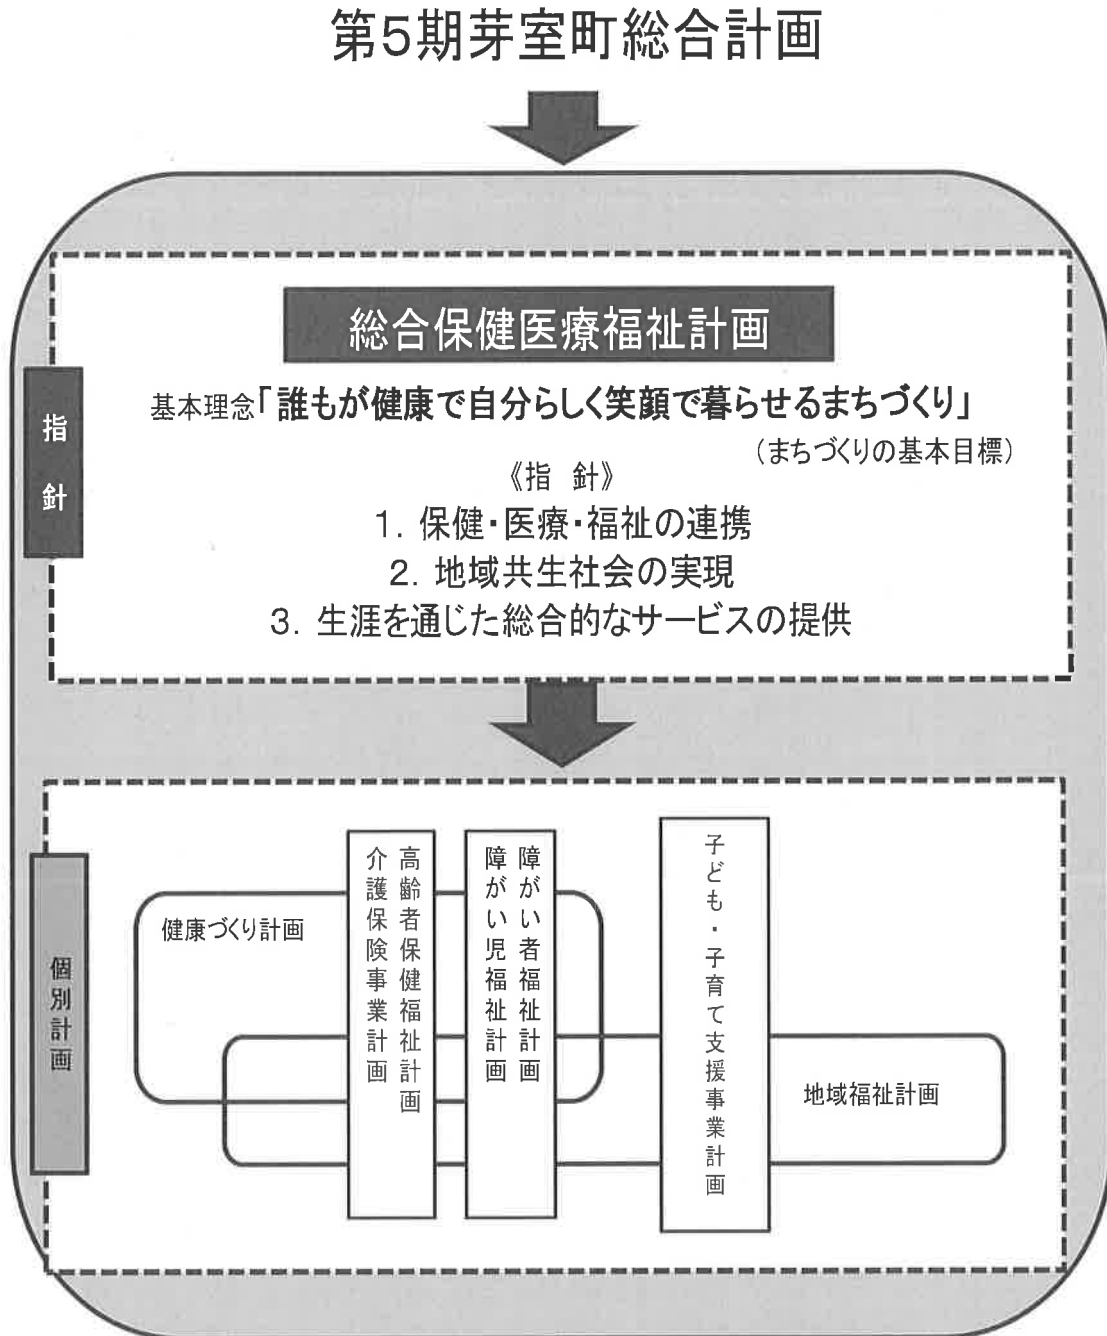 第5期芽室町総合計画
総合保健医療福祉計画
指針
基本理念「誰もが健康で自分らしく笑顔で暮らせるまちづくり」
(まちづくりの基本目標)
《指 針》
1. 保健・医療・福祉の連携
2. 地域共生社会の実現
3. 生涯を通じた総合的なサービスの提供
個別計画
健康づくり計画
高齢者保健福祉計画
介護保険事業計画
障がい者福祉計画
障がい児福祉計画
子ども・子育て支援事業計画
地域福祉計画